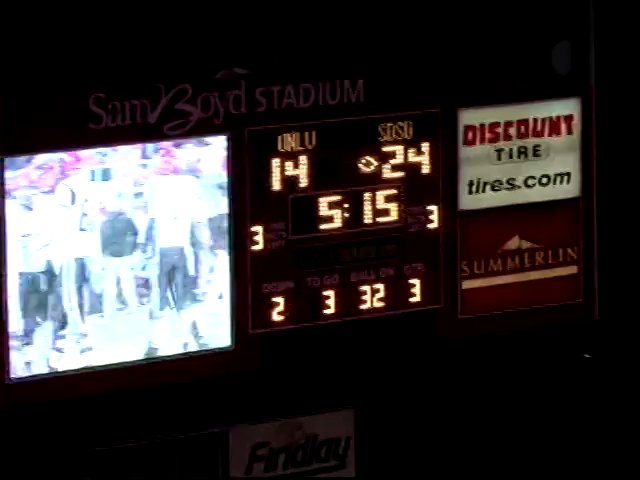 Sam Boyd STADIUM
UNLV SDSU
14 24
5:15
3 3
DOWN TO GO BALL ON QTR
2 3 32 3
DISCOUNT
TIRE
tires.com
SUMMERLIN
Findlay